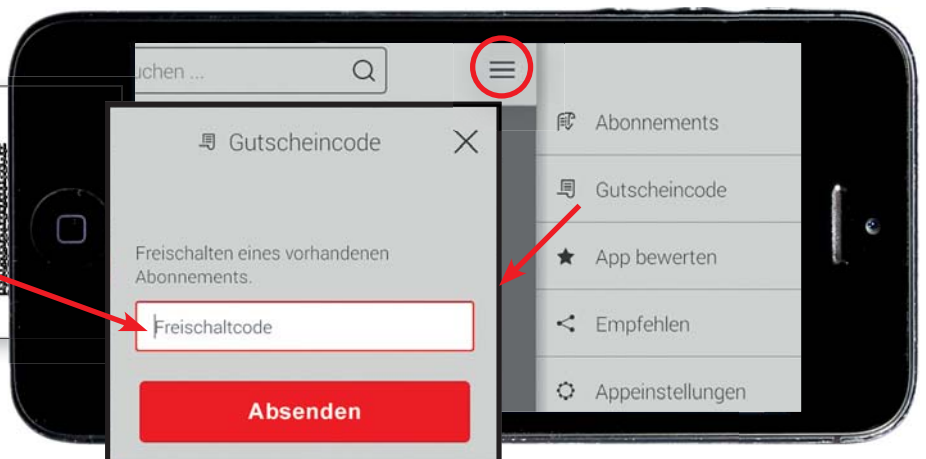 uchen ...
Gutscheincode
Freischalten eines vorhandenen
Abonnements.
Freischaltcode
Absenden
Abonnements
Gutscheincode
App bewerten
Empfehlen
Appeinstellungen